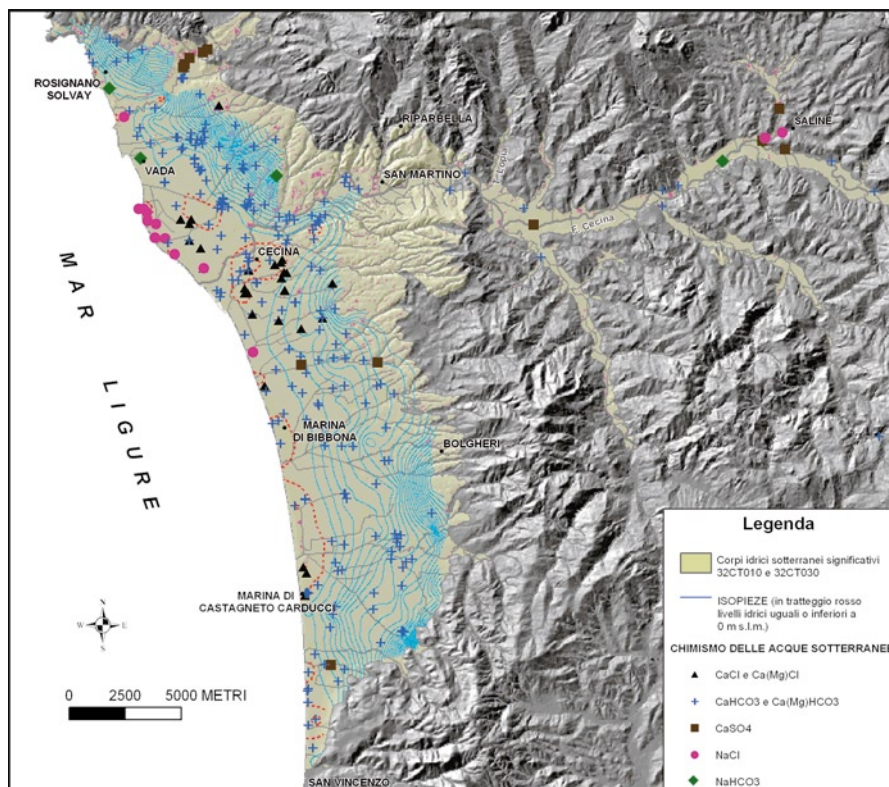 ROSIGNANO
SOLVAY
RIPARBELLA
SALINE
VADA
SAN MARTINO
F. Cecina
CECINA
MAR LIGURE
MARINA
DI BIBBONA
BOLGHERI
MARINA DI
CASTAGNETO CARDUCCI
N
W E
S
0 2500 5000 METRI
SAN VINCENZO
Legenda
Corpi idrici sotterranei significativi
32CT010 e 32CT030
ISOPIEZE (in tratteggio rosso
livelli idrici uguali o inferiori a
0 m s.l.m.)
CHIMISMO DELLE ACQUE SOTTERRANEE
CaCl e Ca(Mg)Cl
CaHCO3 e Ca(Mg)HCO3
CaSO4
NaCl
NaHCO3